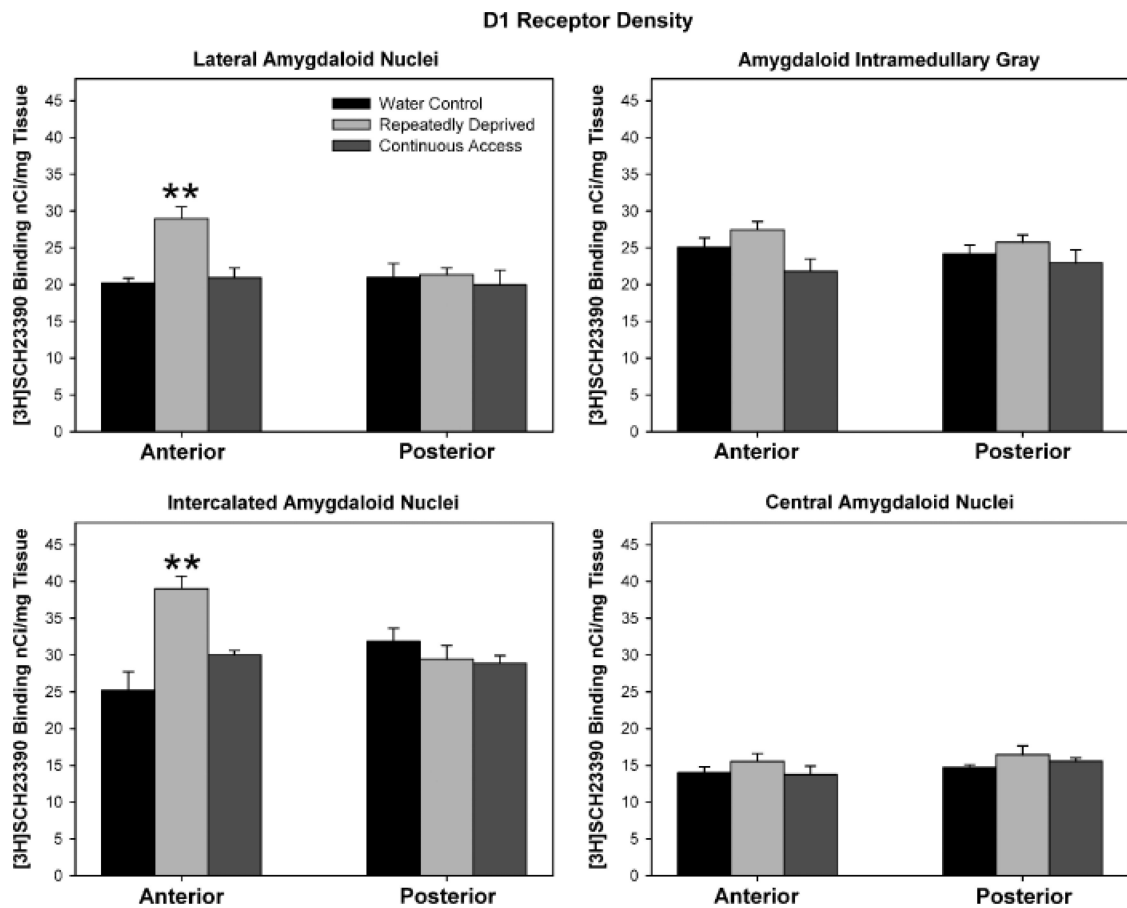 D1 Receptor Density
Lateral Amygdaloid Nuclei
[3H]SCH23390 Binding nCi/mg Tissue
45
40
35
30
25
20
15
10
5
0
Water Control
Repeatedly Deprived
Continuous Access
**
Anterior
Posterior
Amygdaloid Intramedullary Gray
[3H]SCH23390 Binding nCi/mg Tissue
45
40
35
30
25
20
15
10
5
0
Anterior
Posterior
Intercalated Amygdaloid Nuclei
[3H]SCH23390 Binding nCi/mg Tissue
45
40
35
30
25
20
15
10
5
0
**
Anterior
Posterior
Central Amygdaloid Nuclei
[3H]SCH23390 Binding nCi/mg Tissue
45
40
35
30
25
20
15
10
5
0
Anterior
Posterior